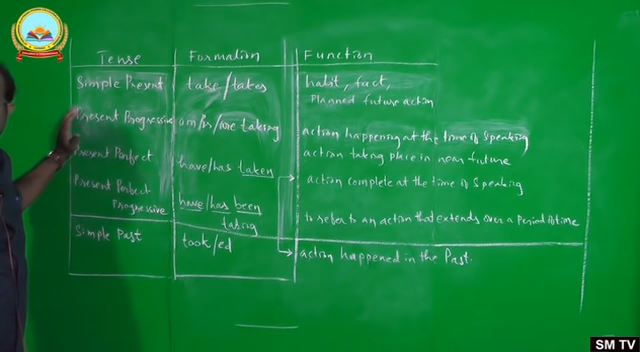 Tense Formation Function
Simple Present take/takes habit, fact,
Planned future action
Present Progressive am/is/are taking action happening at the time of speaking
action taking place in near future
Present Perfect have/has taken action complete at the time of speaking
Present Perfect Progressive have/has been taking to refer to an action that extends over a period of time
Simple Past took/ed action happened in the Past.
SM TV